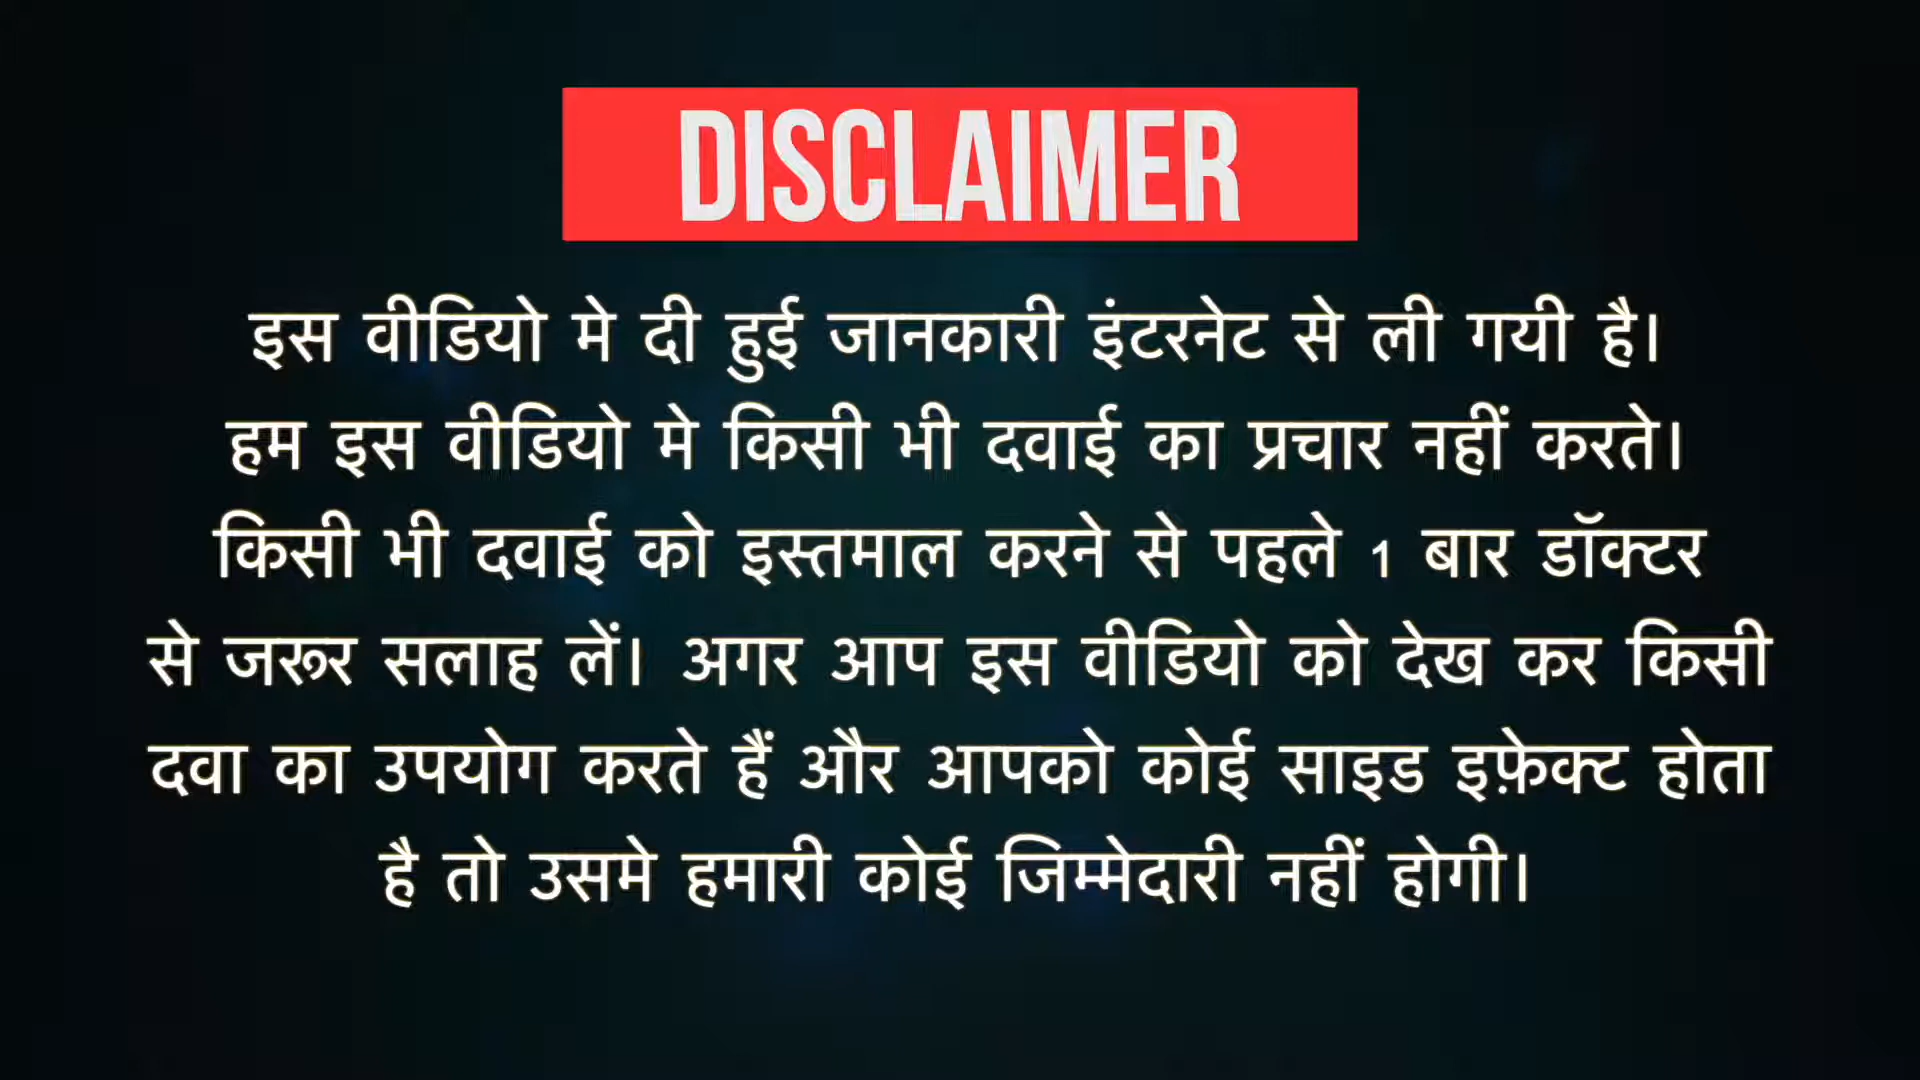 DISCLAIMER
इस वीडियो मे दी हुई जानकारी इंटरनेट से ली गयी है।
हम इस वीडियो मे किसी भी दवाई का प्रचार नहीं करते।
किसी भी दवाई को इस्तमाल करने से पहले 1 बार डॉक्टर
से जरूर सलाह लें। अगर आप इस वीडियो को देख कर किसी
दवा का उपयोग करते हैं और आपको कोई साइड इफ़ेक्ट होता
है तो उसमे हमारी कोई जिम्मेदारी नहीं होगी।